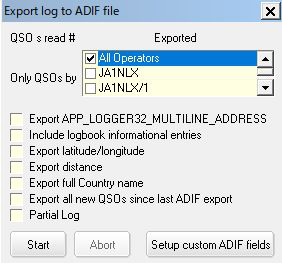 Export log to ADIF file
QSO s read # Exported
Only QSOs by
All Operators
JA1NLX
JA1NLX/1
Export APP_LOGGER32_MULTILINE_ADDRESS
Include logbook informational entries
Export latitude/longitude
Export distance
Export full Country name
Export all new QSOs since last ADIF export
Partial Log
Start Abort Setup custom ADIF fields